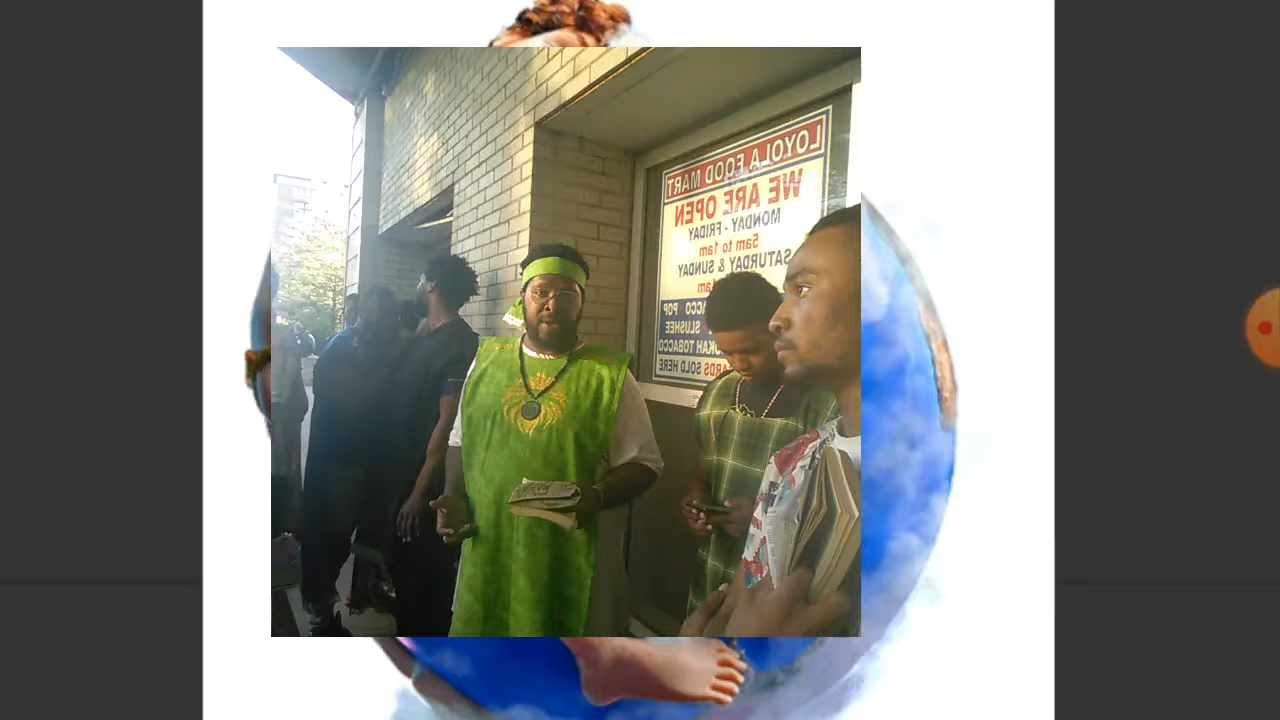 LOYOLA FOOD MART
WE ARE OPEN
MONDAY - FRIDAY
5am to 1am
SATURDAY & SUNDAY
POP
SLUSHEE
TOBACCO
SOLD HERE